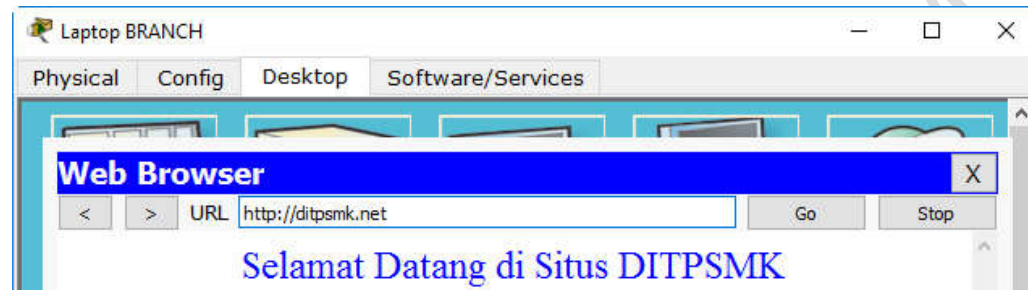 Laptop BRANCH
Physical Config Desktop Software/Services
Web Browser X
< > URL http://ditpsmk.net Go Stop
Selamat Datang di Situs DITPSMK